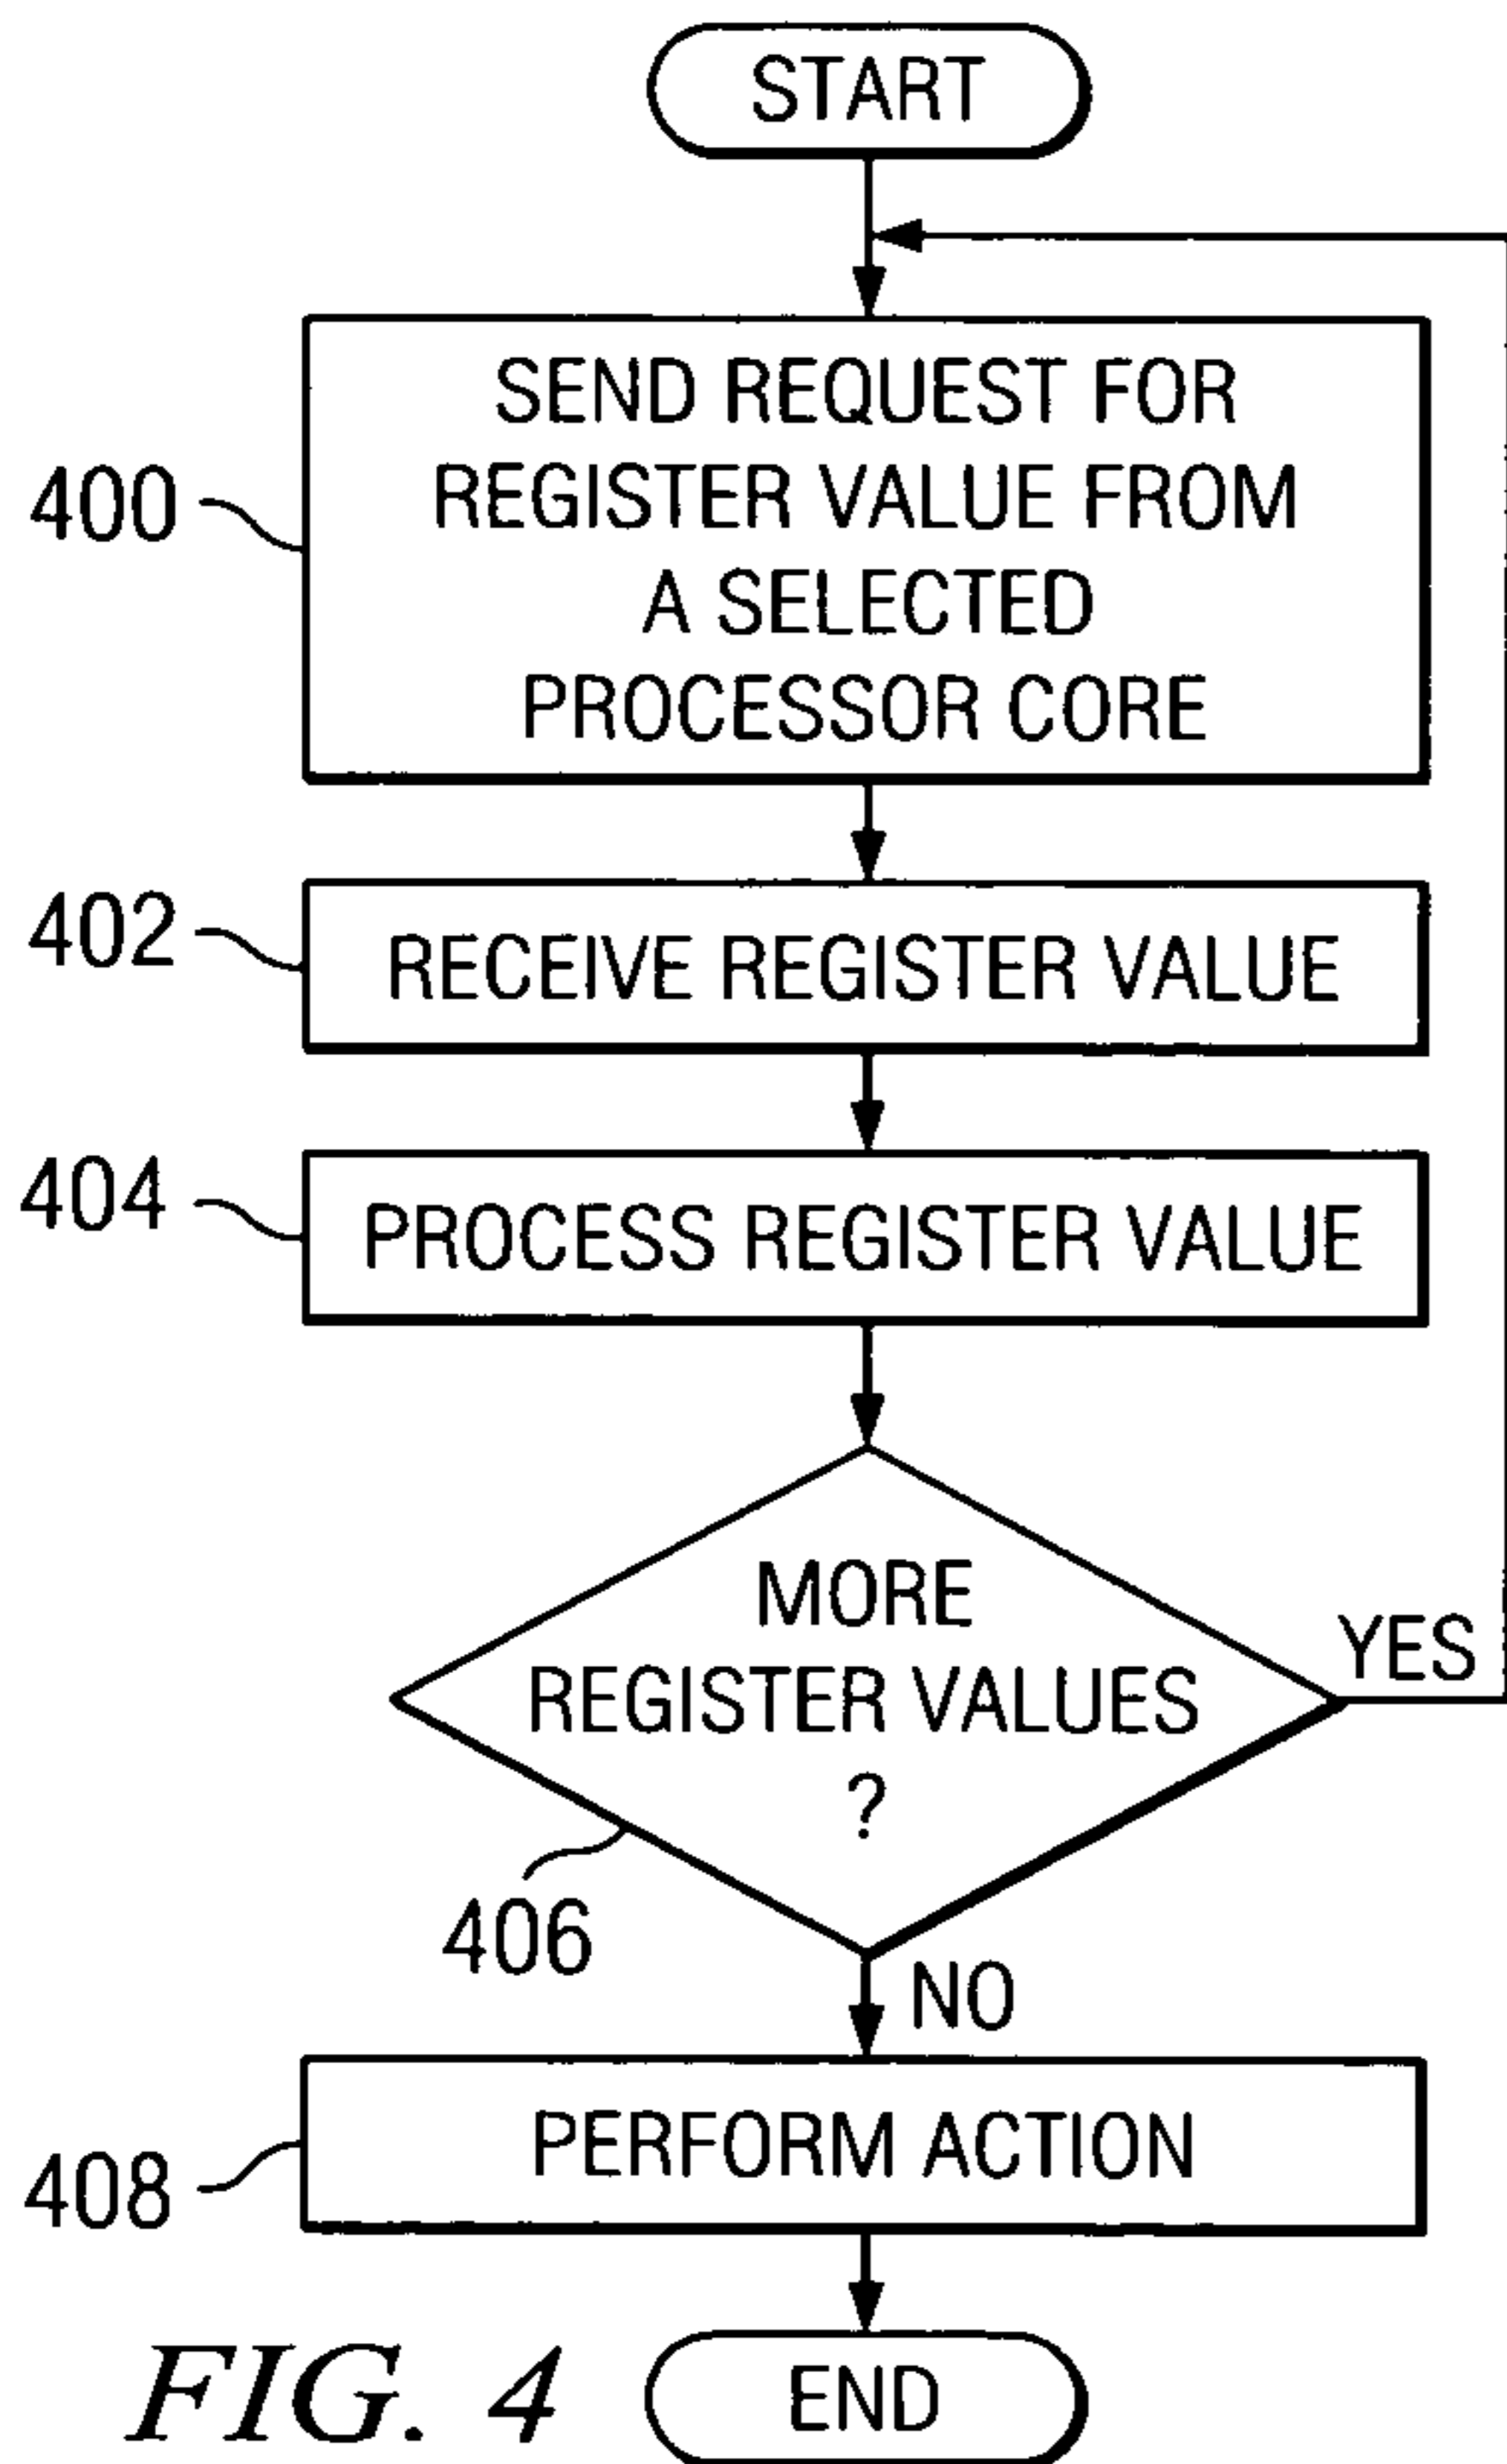 START
SEND REQUEST FOR
REGISTER VALUE FROM
A SELECTED
PROCESSOR CORE
400
402
RECEIVE REGISTER VALUE
404
PROCESS REGISTER VALUE
MORE
REGISTER VALUES
?
YES
406
NO
PERFORM ACTION
408
END
FIG. 4